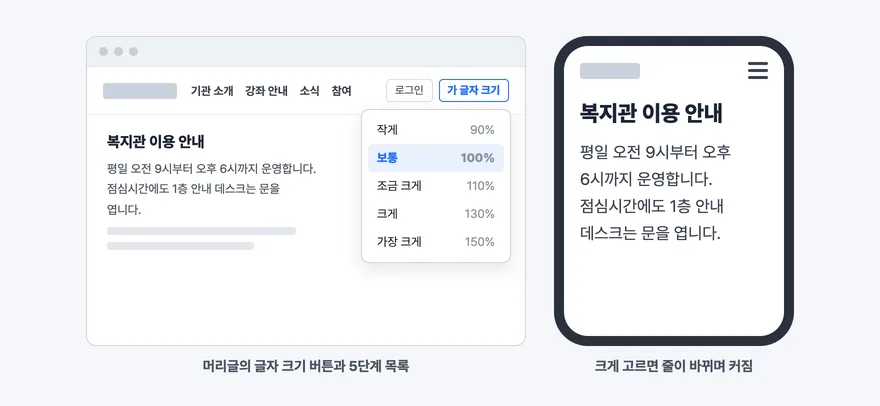 기관 소개 강좌 안내 소식 참여 로그인 가 글자 크기
복지관 이용 안내
평일 오전 9시부터 오후 6시까지 운영합니다.
점심시간에도 1층 안내 데스크는 문을
엽니다.
작게 90%
보통 100%
조금 크게 110%
크게 130%
가장 크게 150%
머리글의 글자 크기 버튼과 5단계 목록
복지관 이용 안내
평일 오전 9시부터 오후
6시까지 운영합니다.
점심시간에도 1층 안내
데스크는 문을 엽니다.
크게 고르면 줄이 바뀌며 커짐